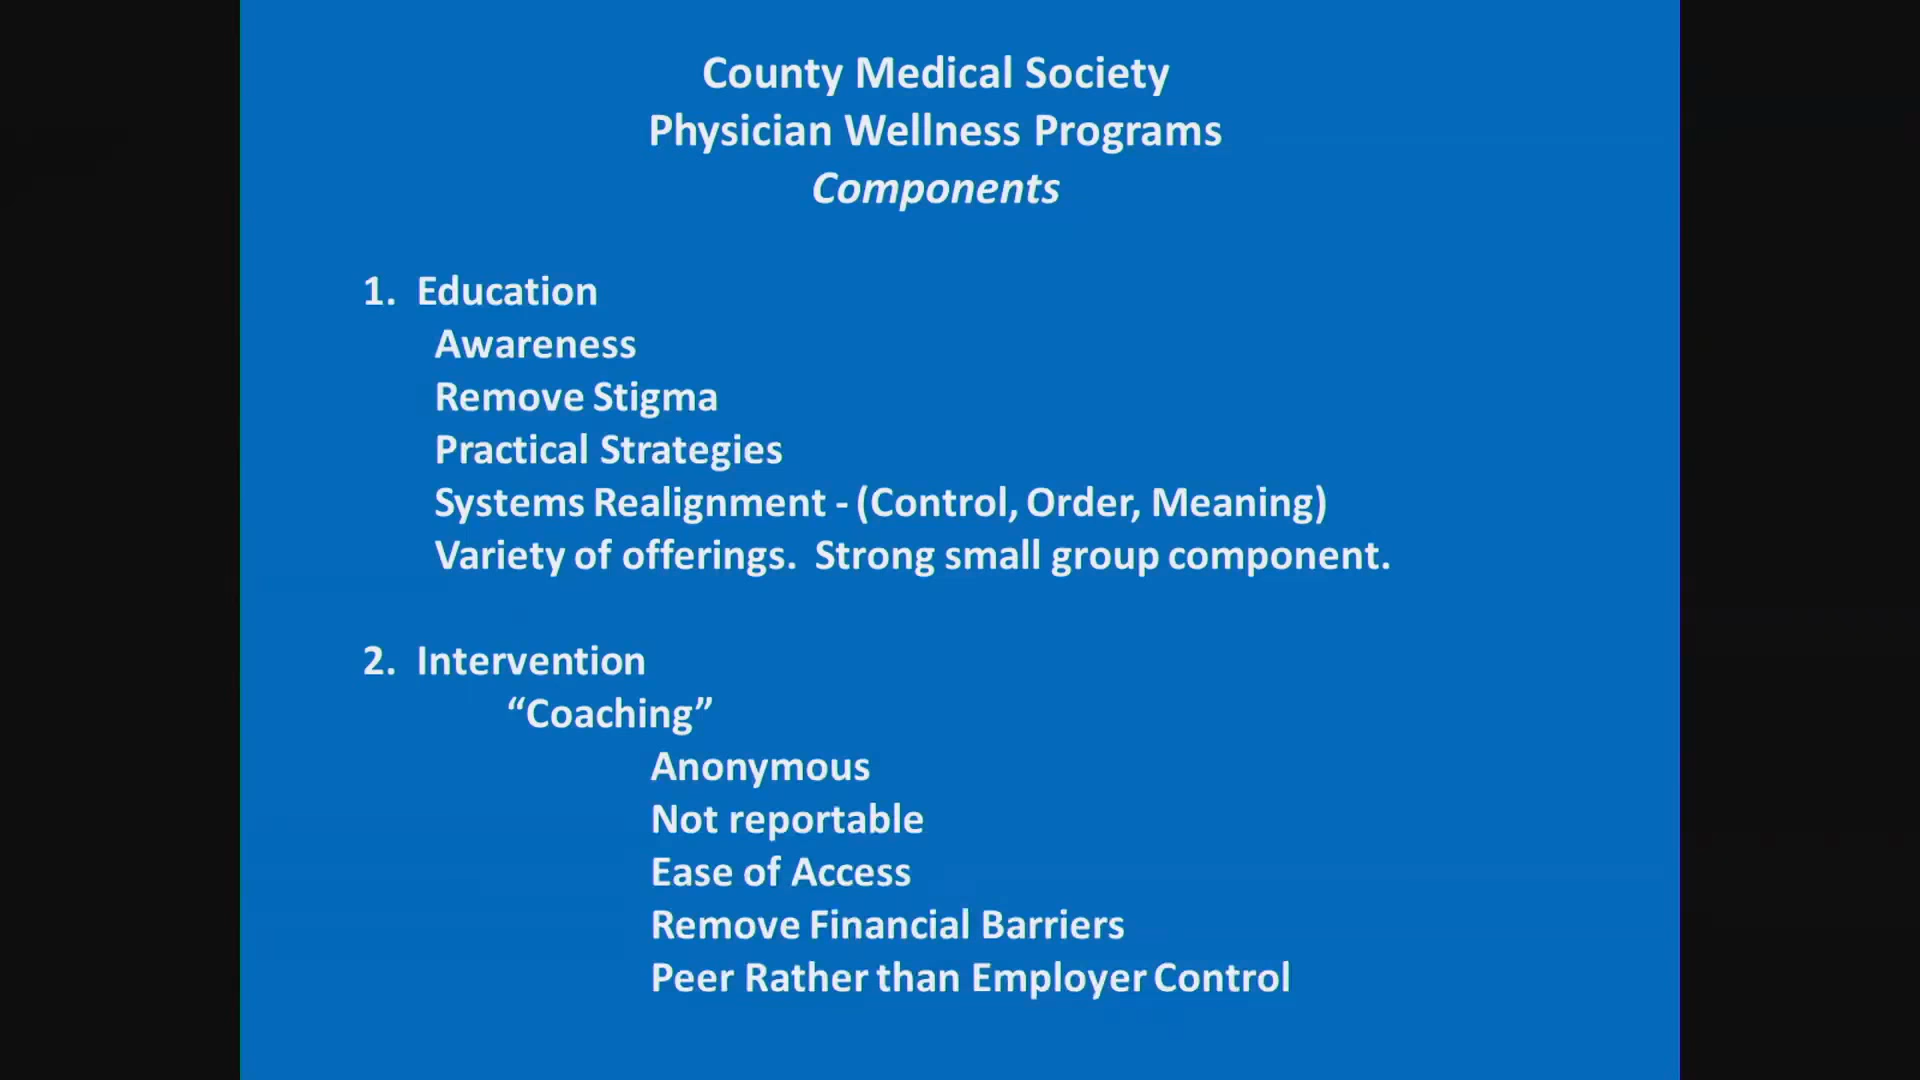 County Medical Society
Physician Wellness Programs
Components
1. Education
Awareness
Remove Stigma
Practical Strategies
Systems Realignment - (Control, Order, Meaning)
Variety of offerings. Strong small group component.
2. Intervention
“Coaching”
Anonymous
Not reportable
Ease of Access
Remove Financial Barriers
Peer Rather than Employer Control